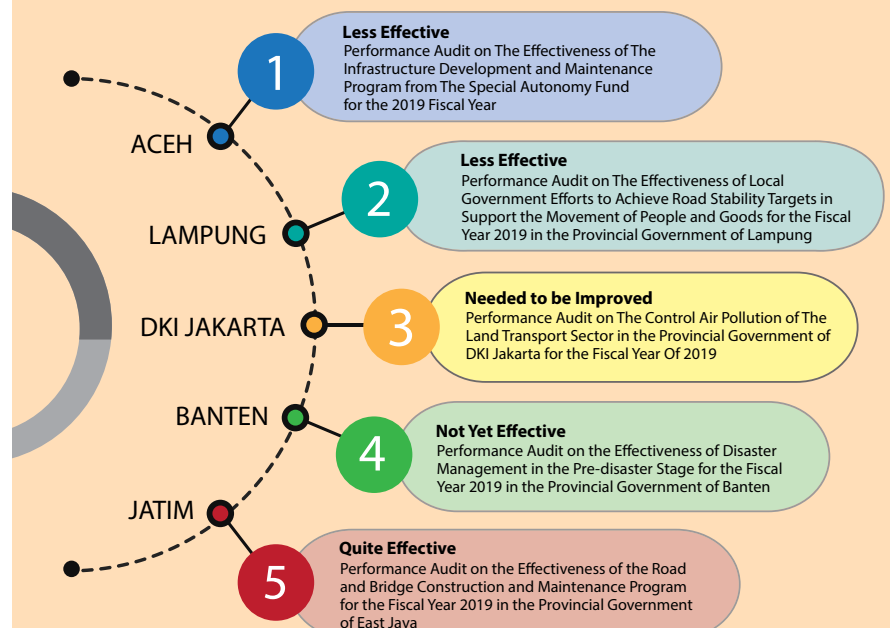 Less Effective
Performance Audit on The Effectiveness of The
Infrastructure Development and Maintenance
Program from The Special Autonomy Fund
for the 2019 Fiscal Year
1
ACEH
Less Effective
Performance Audit on The Effectiveness of Local
Government Efforts to Achieve Road Stability Targets in
Support the Movement of People and Goods for the Fiscal
Year 2019 in the Provincial Government of Lampung
2
LAMPUNG
Needed to be Improved
Performance Audit on The Control Air Pollution of The
Land Transport Sector in the Provincial Government of
DKI Jakarta for the Fiscal Year Of 2019
3
DKI JAKARTA
BANTEN
4
Not Yet Effective
Performance Audit on the Effectiveness of Disaster
Management in the Pre-disaster Stage for the Fiscal
Year 2019 in the Provincial Government of Banten
JATIM
5
Quite Effective
Performance Audit on the Effectiveness of the Road
and Bridge Construction and Maintenance Program
for the Fiscal Year 2019 in the Provincial Government
of East Java